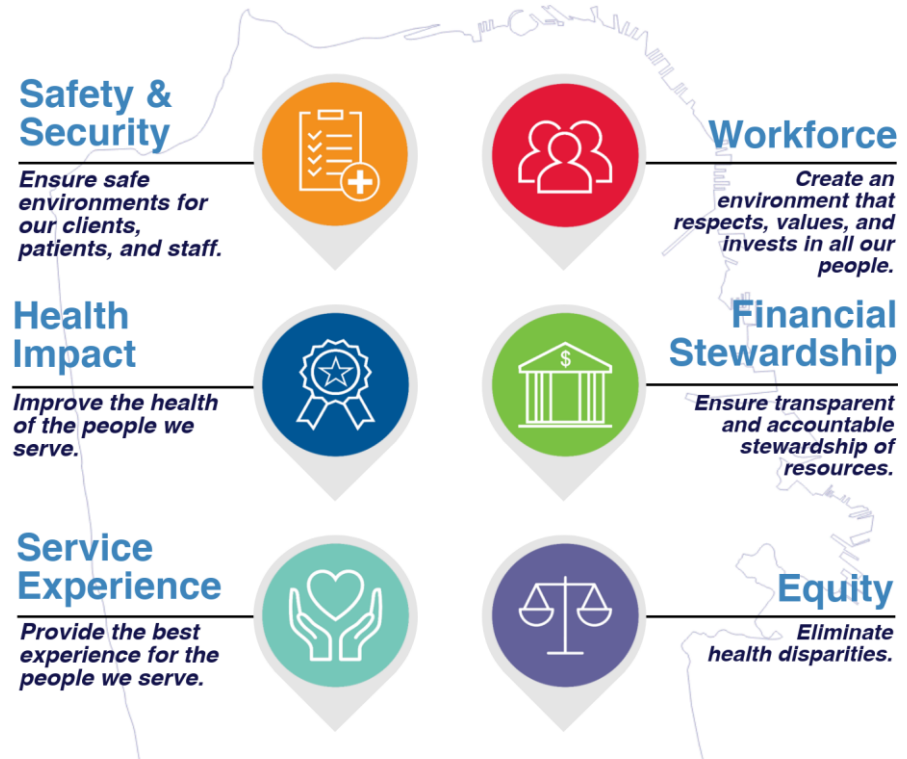 Safety &
Security
Ensure safe
environments for
our clients,
patients, and staff.
Workforce
Create an
environment that
respects, values, and
invests in all our
people.
Health
Impact
Improve the health
of the people we
serve.
$
Financial
Stewardship
Ensure transparent
and accountable
stewardship of
resources.
Service
Experience
Provide the best
experience for the
people we serve.
Equity
Eliminate
health disparities.